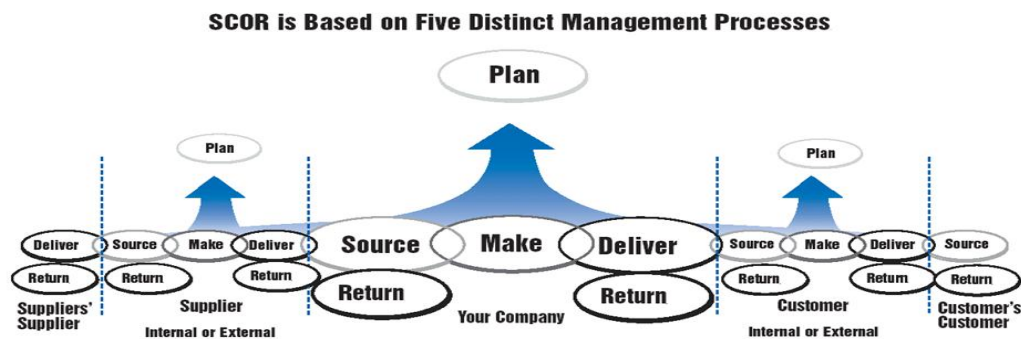 SCOR is Based on Five Distinct Management Processes
Plan
Plan
Plan
Deliver
Source
Make
Deliver
Source
Make
Deliver
Source
Make
Deliver
Source
Return
Return
Return
Return
Return
Return
Return
Return
Suppliers'
Supplier
Supplier
Internal or External
Your Company
Customer
Internal or External
Customer's
Customer